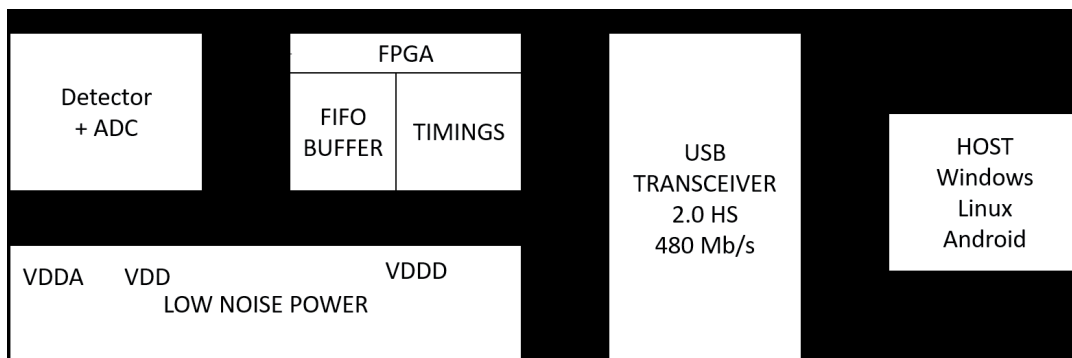 Detector
+ ADC
FPGA
FIFO
BUFFER
TIMINGS
USB
TRANSCEIVER
2.0 HS
480 Mb/s
HOST
Windows
Linux
Android
VDDA VDD VDDD
LOW NOISE POWER